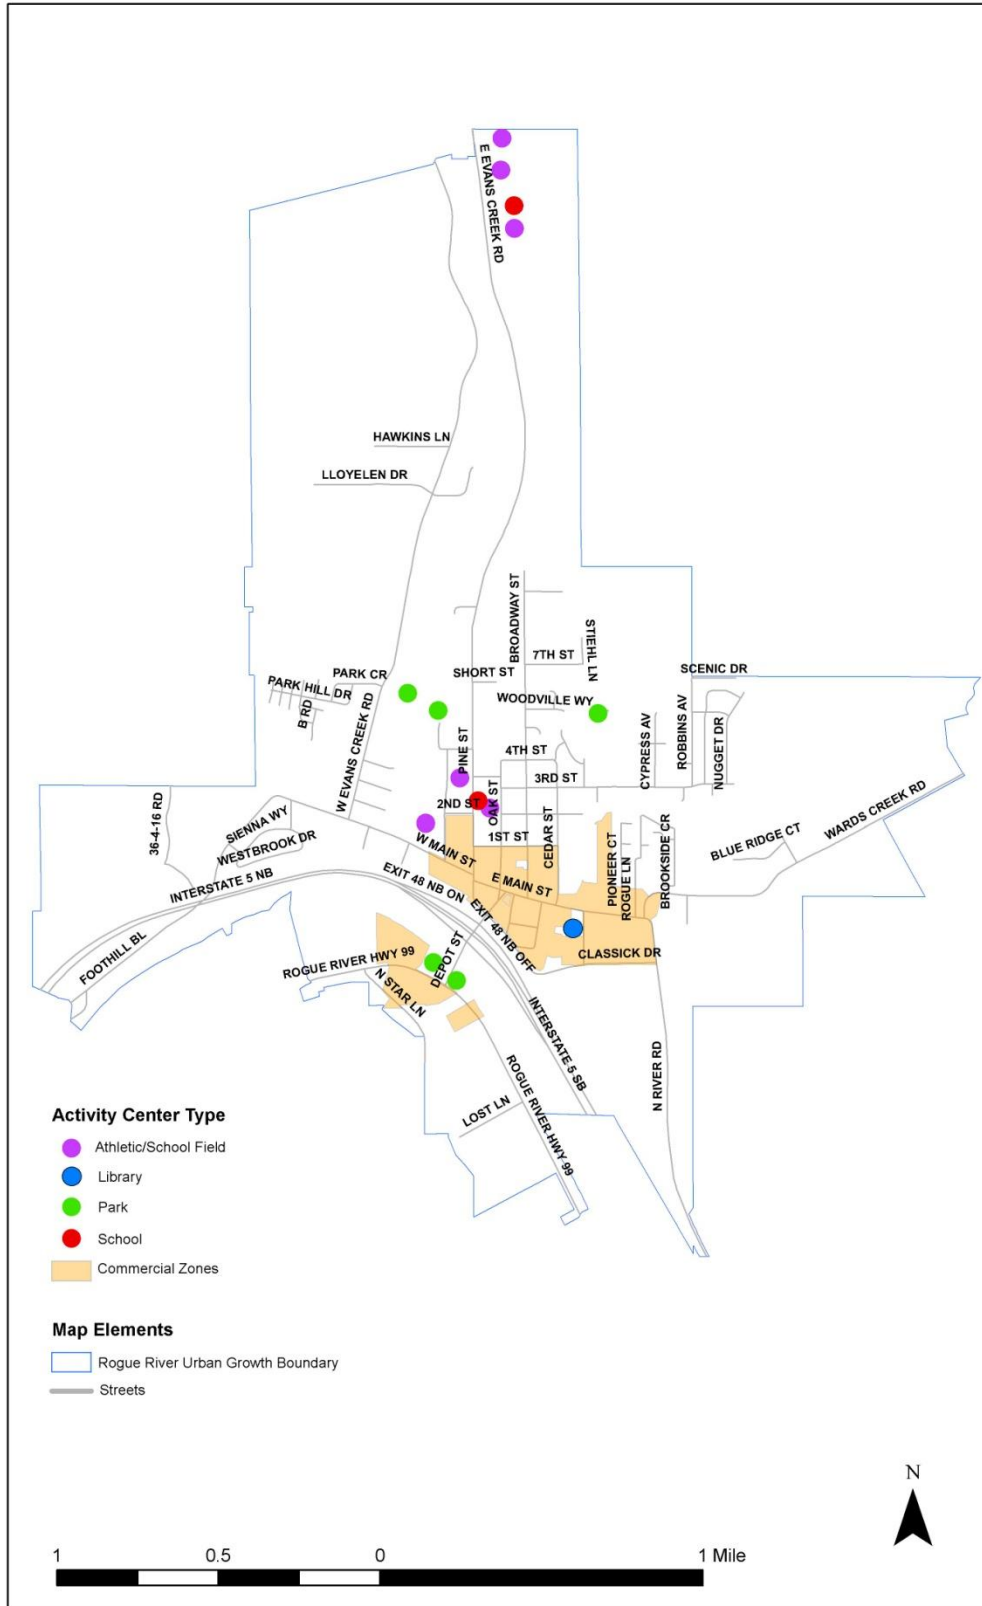 E EVANS CREEK RD
HAWKINS LN
LLOYELEN DR
BROADWAY ST
STIEHL LN
7TH ST
SHORT ST
SCENIC DR
PARK CR
PARK HILL DR
WOODVILLE WY
B RD
W EVANS CREEK RD
PINE ST
4TH ST
CYPRESS AV
ROBBINS AV
NUGGET DR
3RD ST
36-4-16 RD
SIENNA WY
2ND ST
OAK ST
WARDS CREEK RD
WESTBROOK DR
W MAIN ST
1ST ST
CEDAR ST
BLUE RIDGE CT
INTERSTATE 5 NB
EXIT 48 NB ON
E MAIN ST
PIONEER CT
ROGUE LN
BROOKSIDE CR
FOOTHILL BL
EXIT 48 NB OFF
DEPOT ST
CLASSICK DR
ROGUE RIVER HWY 99
N STAR LN
INTERSTATE 5 SB
N RIVER RD
ROGUE RIVER HWY 99
LOST LN
Activity Center Type
Athletic/School Field
Library
Park
School
Commercial Zones
Map Elements
Rogue River Urban Growth Boundary
Streets
N
1 0.5 0 1 Mile